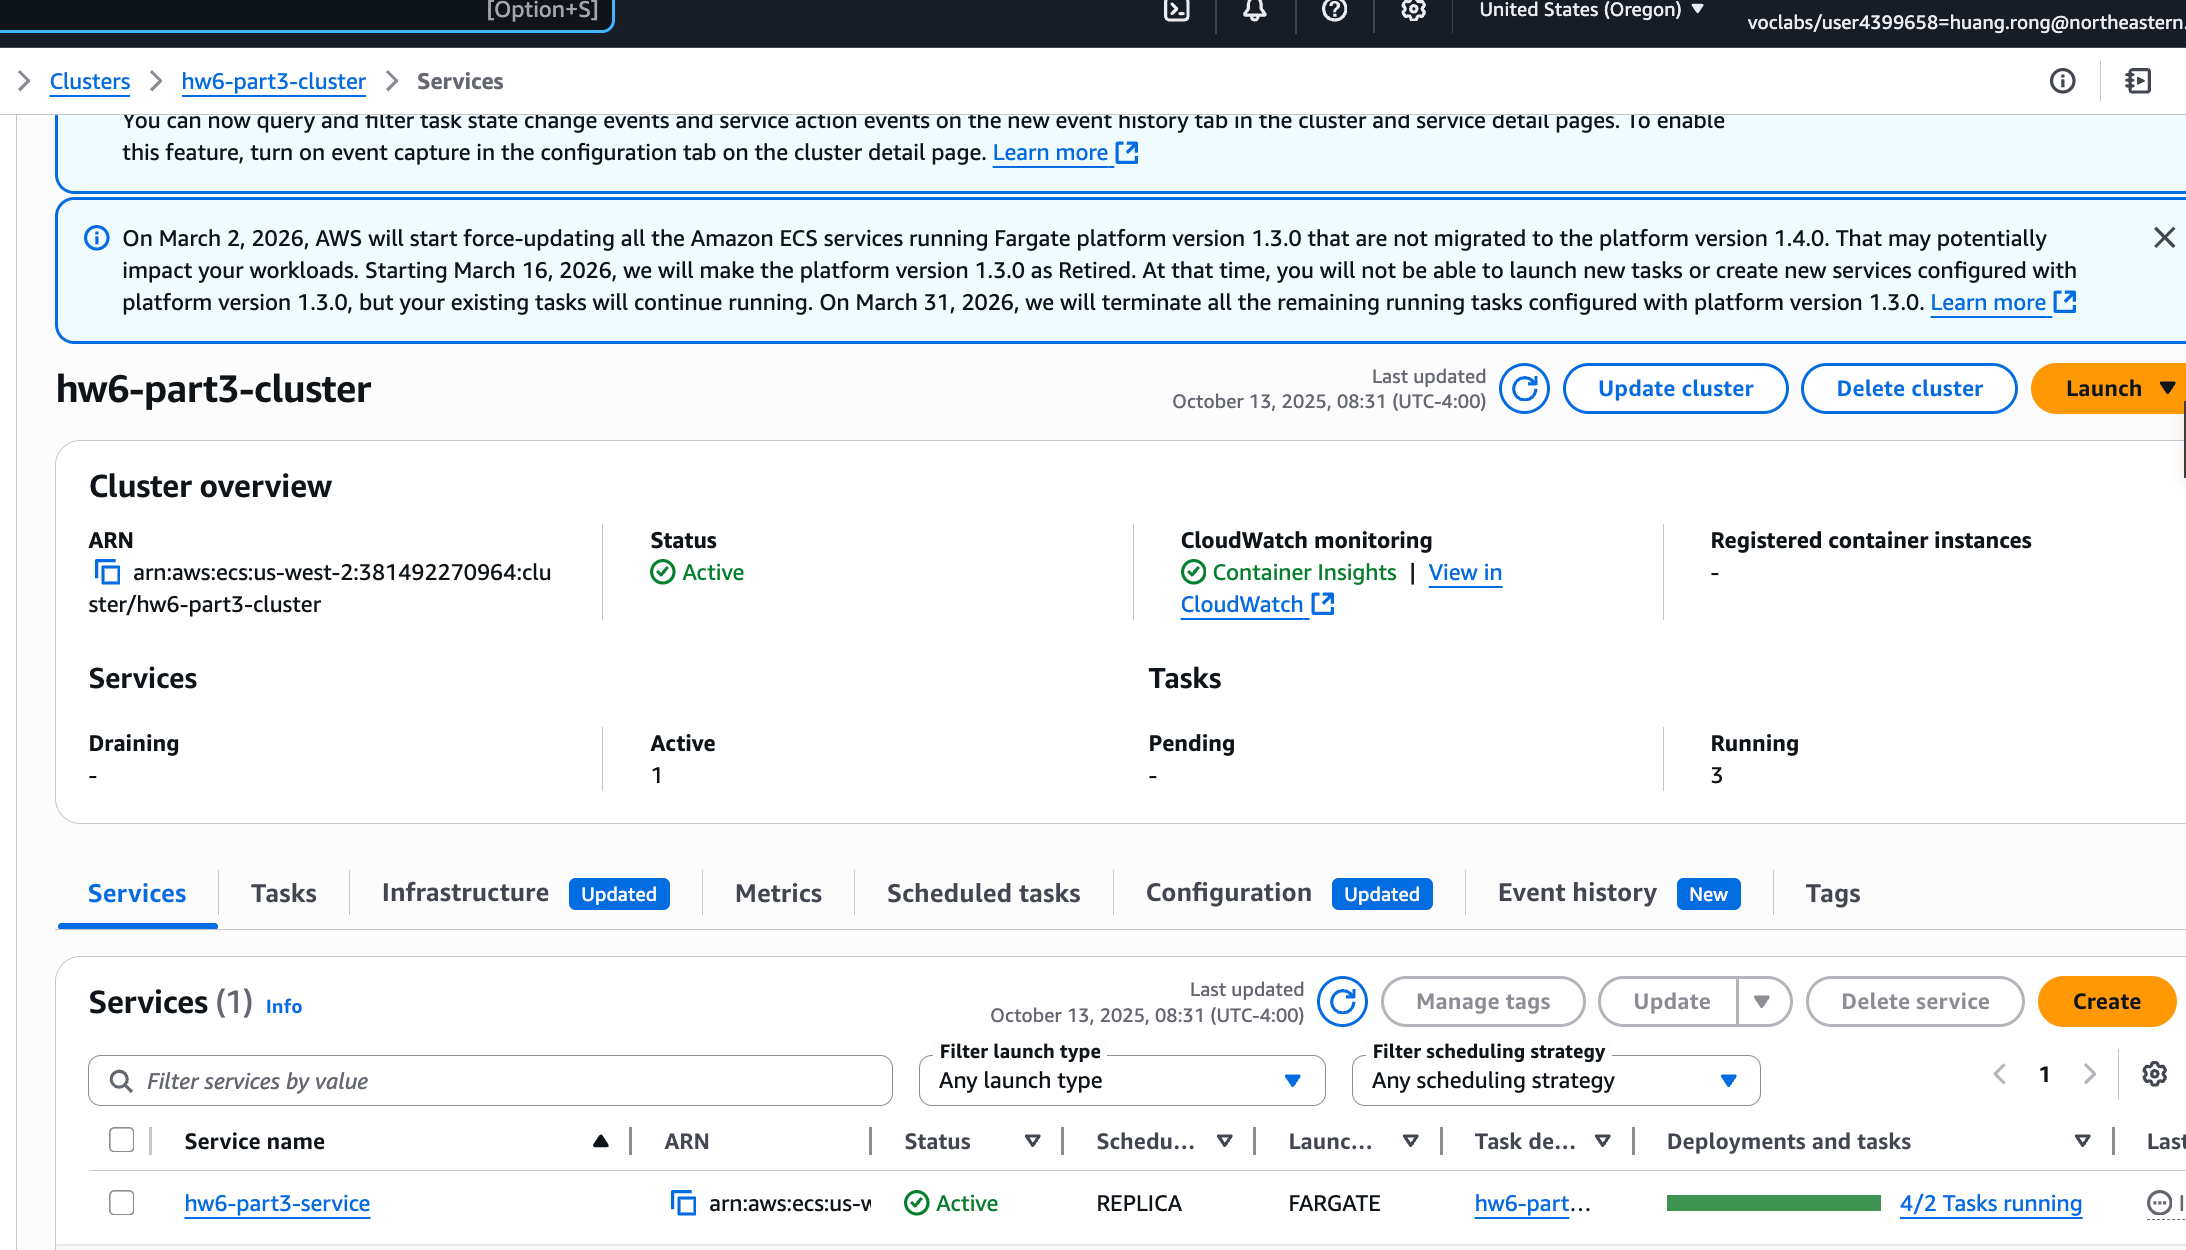 [Option+S]
United States (Oregon)
voclabs/user4399658=huang.rong@northeastern.
Clusters
hw6-part3-cluster
Services
You can now query and filter task state change events and service action events on the new event history tab in the cluster and service detail pages. To enable
this feature, turn on event capture in the configuration tab on the cluster detail page. Learn more
On March 2, 2026, AWS will start force-updating all the Amazon ECS services running Fargate platform version 1.3.0 that are not migrated to the platform version 1.4.0. That may potentially
impact your workloads. Starting March 16, 2026, we will make the platform version 1.3.0 as Retired. At that time, you will not be able to launch new tasks or create new services configured with
platform version 1.3.0, but your existing tasks will continue running. On March 31, 2026, we will terminate all the remaining running tasks configured with platform version 1.3.0. Learn more
hw6-part3-cluster
Last updated
October 13, 2025, 08:31 (UTC-4:00)
Update cluster
Delete cluster
Launch
Cluster overview
ARN
arn:aws:ecs:us-west-2:381492270964:clu
ster/hw6-part3-cluster
Status
Active
CloudWatch monitoring
Container Insights | View in
CloudWatch
Registered container instances
-
Services
Tasks
Draining
-
Active
1
Pending
-
Running
3
Services
Tasks
Infrastructure Updated
Metrics
Scheduled tasks
Configuration Updated
Event history New
Tags
Services (1) Info
Last updated
October 13, 2025, 08:31 (UTC-4:00)
Manage tags
Update
Delete service
Create
Filter services by value
Filter launch type
Any launch type
Filter scheduling strategy
Any scheduling strategy
1
Service name
ARN
Status
Schedu...
Launc...
Task de...
Deployments and tasks
Last
hw6-part3-service
arn:aws:ecs:us-w
Active
REPLICA
FARGATE
hw6-part...
4/2 Tasks running